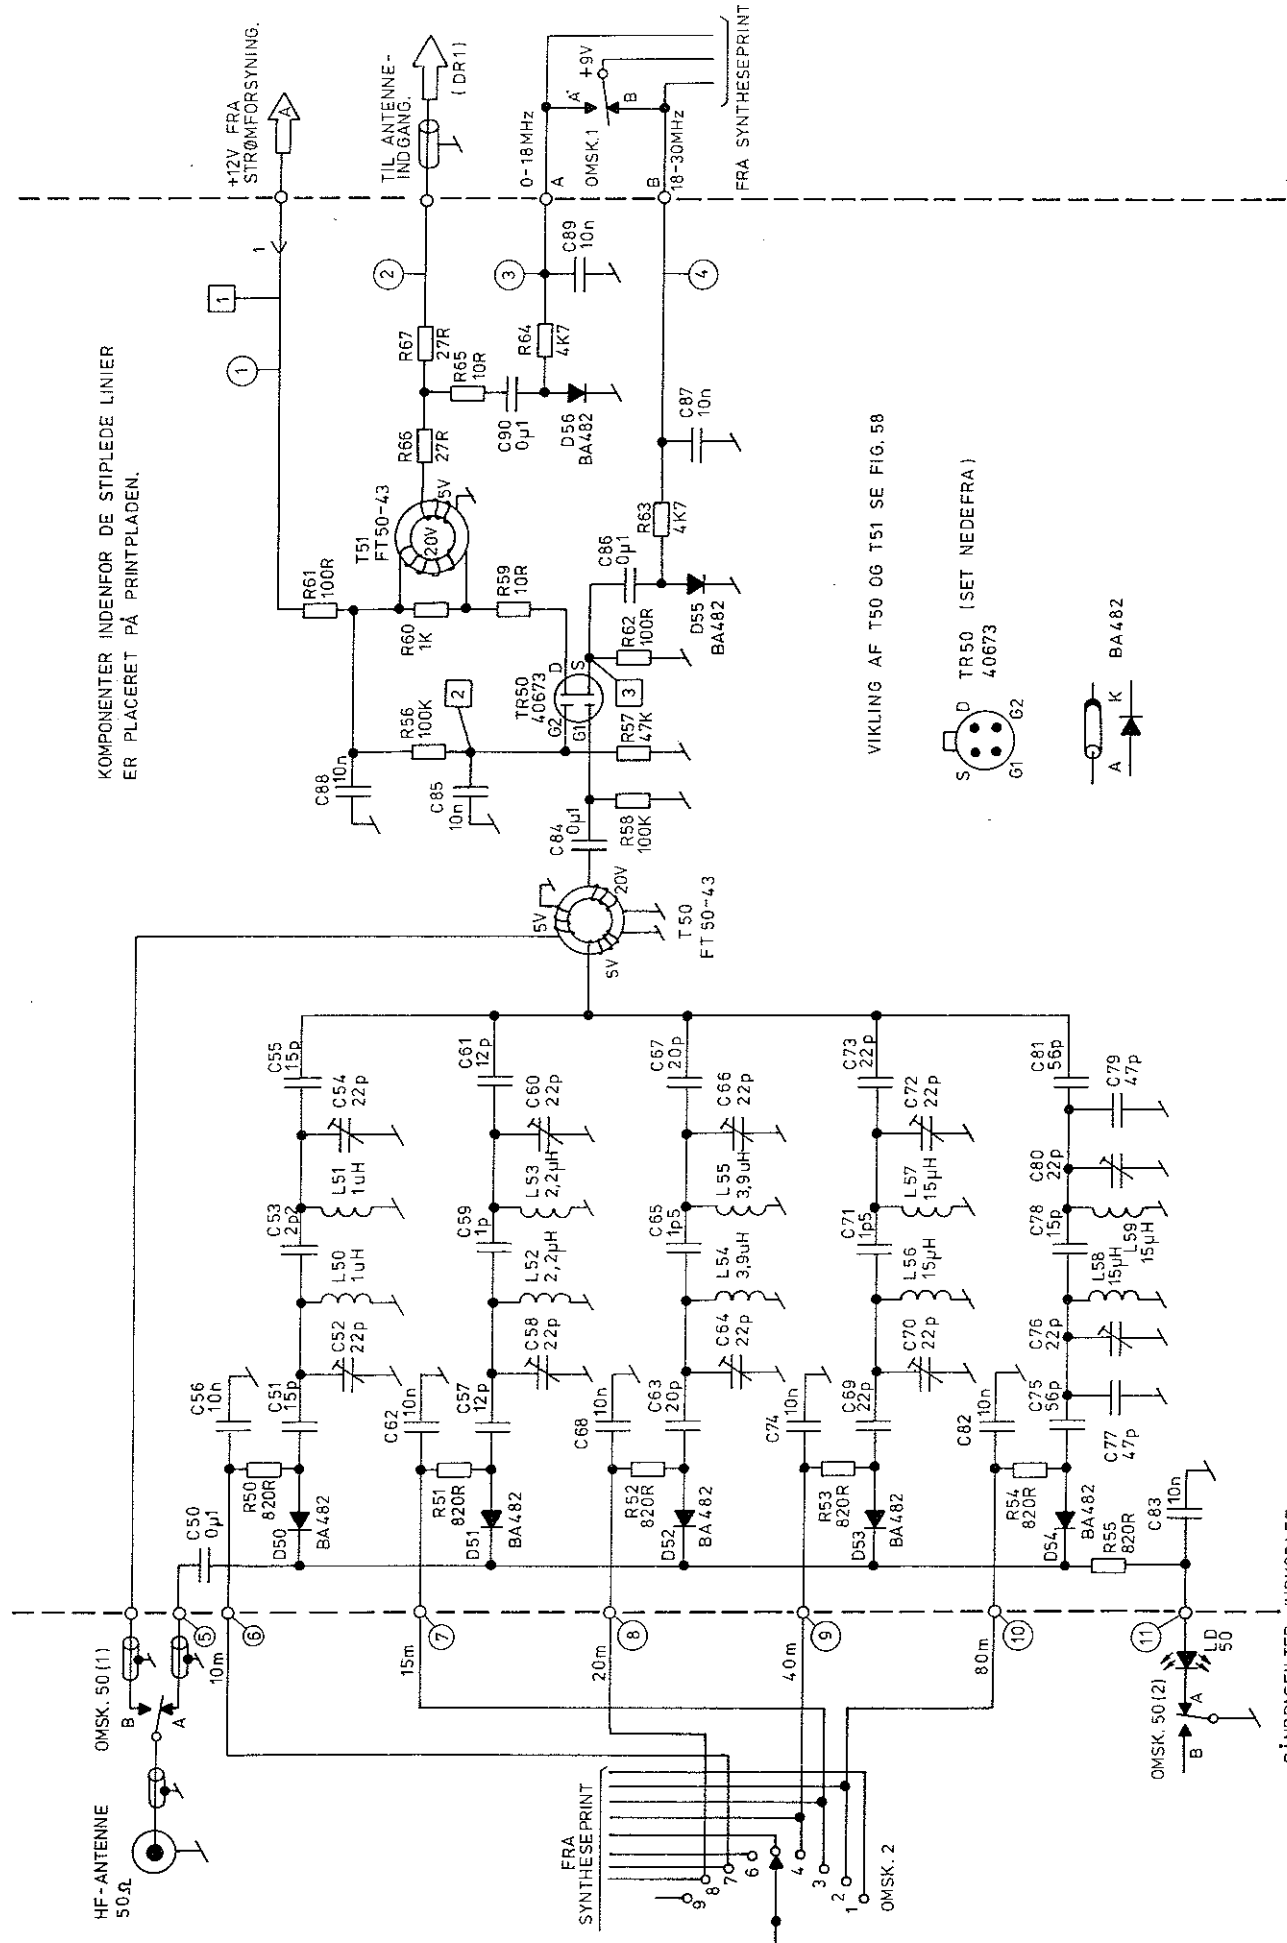 +12V FRA
STRØMFORSYNING.
A
TIL ANTENNE-
INDGANG.
(DR1)
0-18MHz
A
OMSK.1
A
B
+9V
B
18-30MHz
FRA SYNTHESEPRINT
KOMPONTER INDENFOR DE STIPLEDE LINIER
ER PLACERET PÅ PRINTPLADEN.
1
1
1
2
3
4
R67
27R
R66
27R
R65
10R
C90
0µ1
R64
4K7
C89
10n
D56
BA482
T51
FT50-43
20V
5V
R61
100R
R60
1K
R59
10R
R56
100K
2
C88
10n
C85
10n
TR50
40673
G2
G1
D
S
3
R57
47K
R58
100K
C84
0µ1
R62
100R
C86
0µ1
R63
4K7
C87
10n
D55
BA482
5V
5V
20V
T50
FT50-43
VIKLING AF T50 OG T51 SE FIG. 58
S
D
G1
G2
TR50 (SET NEDEFRA)
40673
A
K
BA482
C55
15p
C54
22p
L51
1uH
C53
2p2
L50
1uH
C52
22p
C51
15p
C56
10n
R50
820R
D50
BA482
C50
0µ1
C61
12p
C60
22p
L53
2,2µH
C59
1p
L52
2,2µH
C58
22p
C57
12p
C62
10n
R51
820R
D51
BA482
C67
20p
C66
22p
L55
3,9uH
C65
1p5
L54
3,9uH
C64
22p
C63
20p
C68
10n
R52
820R
D52
BA482
C73
22p
C72
22p
L57
15µH
C71
1p5
L56
15µH
C70
22p
C69
22p
C74
10n
R53
820R
D53
BA482
C81
56p
C79
47p
C80
22p
C78
15p
L59
15µH
L58
15µH
C76
22p
C75
56p
C77
47p
C82
10n
R54
820R
D54
BA482
R55
820R
C83
10n
HF-ANTENNE
50Ω
OMSK. 50(1)
B
A
5
6
10m
7
15m
8
20m
9
40m
10
80m
11
LD
50
OMSK. 50(2)
A
B
FRA
SYNTHESEPRINT
9
8
7
6
4
3
2
1
OMSK. 2